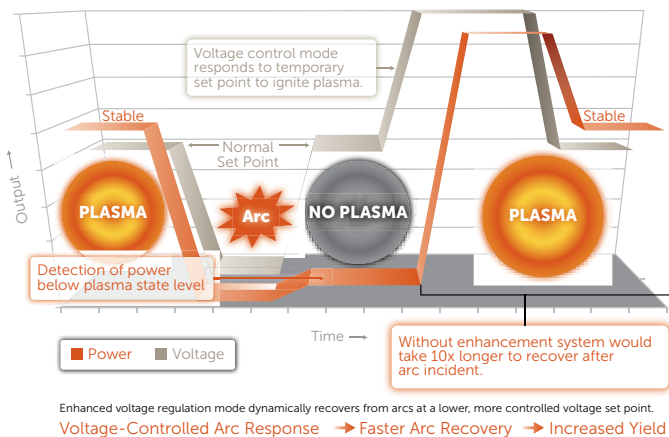 Voltage control mode
responds to temporary
set point to ignite plasma.
Stable
Stable
Normal
Set Point
Output
PLASMA
Arc
NO PLASMA
PLASMA
Detection of power
below plasma state level
Time
Power
Voltage
Without enhancement system would
take 10x longer to recover after
arc incident.
Enhanced voltage regulation mode dynamically recovers from arcs at a lower, more controlled voltage set point.
Voltage-Controlled Arc Response → Faster Arc Recovery → Increased Yield